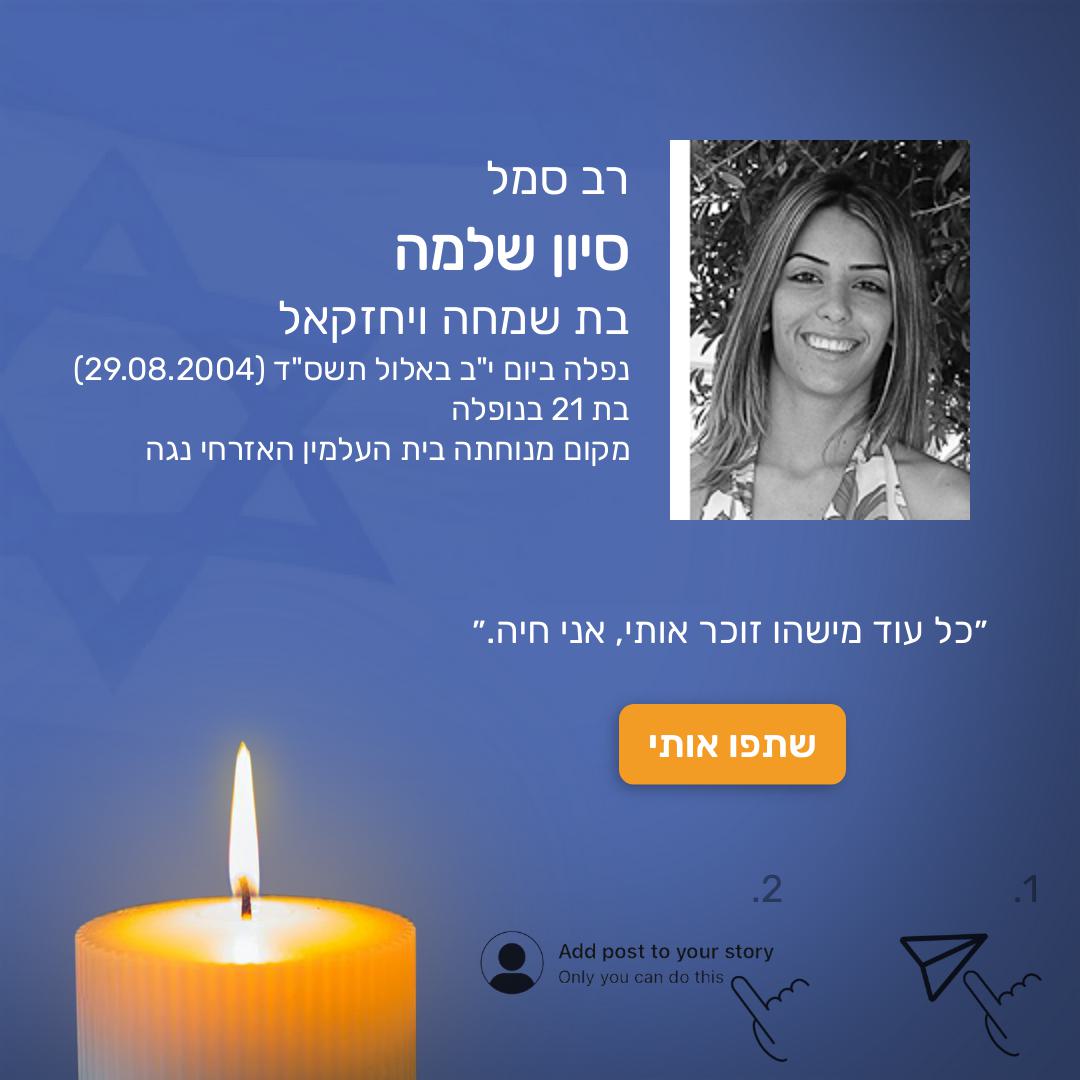 רב סמל
סיון שלמה
בת שמחה ויחזקאל
נפלה ביום י"ב באלול תשס"ד (29.08.2004)
בת 21 בנופלה
מקום מנוחתה בית העלמין האזרחי נגה
״כל עוד מישהו זוכר אותי, אני חיה.״
שתפו אותי
1.
2.
Add post to your story
Only you can do this